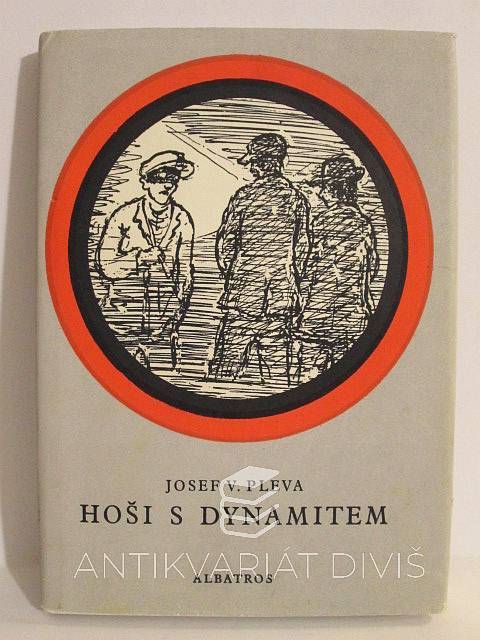 JOSEF V. PLEVA
HOŠI S DYNAMITEM
ANTIKVARIÁT DIVIŠ
ALBATROS